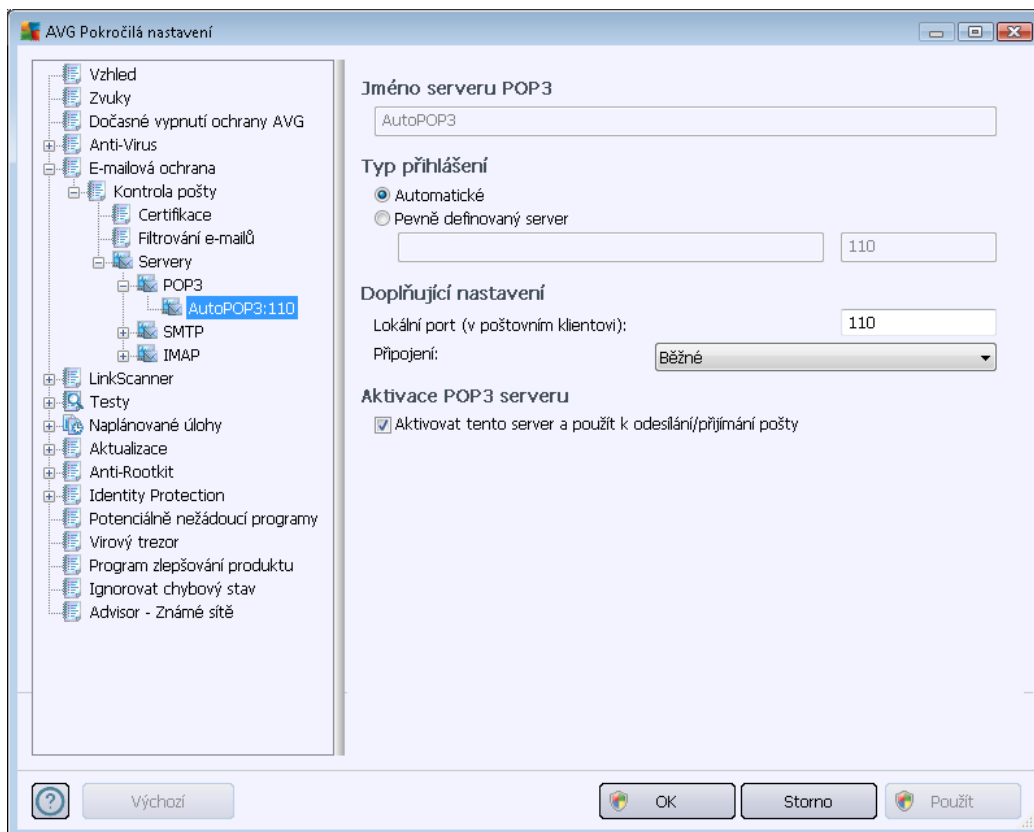 AVG Pokročilá nastavení
Vzhled
Zvuky
Dočasné vypnutí ochrany AVG
Anti-Virus
E-mailová ochrana
Kontrola pošty
Certifikace
Filtrování e-mailů
Servery
POP3
AutoPOP3:110
SMTP
IMAP
LinkScanner
Testy
Naplánované úlohy
Aktualizace
Anti-Rootkit
Identity Protection
Potenciálně nežádoucí programy
Virový trezor
Program zlepšování produktu
Ignorovat chybový stav
Advisor - Známé sítě
Jméno serveru POP3
AutoPOP3
Typ přihlášení
Automatické
Pevně definovaný server
110
Doplňující nastavení
Lokální port (v poštovním klientovi): 110
Připojení: Běžné
Aktivace POP3 serveru
Aktivovat tento server a použít k odesílání/přijímání pošty
? Výchozí OK Storno Použít